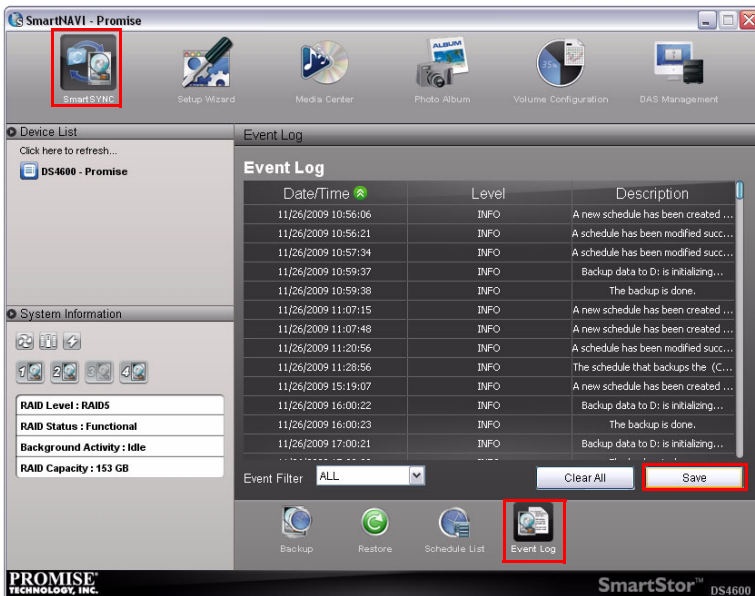 SmartNAVI - Promise
SmartSYNC
Setup Wizard
Media Center
ALBUM
Photo Album
35%
Volume Configuration
DAS Management
Device List
Click here to refresh...
DS4600 - Promise
System Information
1
2
3
4
RAID Level : RAID5
RAID Status : Functional
Background Activity : Idle
RAID Capacity : 153 GB
Event Log
Event Log
Date/Time Level Description
11/26/2009 10:56:06 INFO A new schedule has been created ...
11/26/2009 10:56:21 INFO A schedule has been modified succ...
11/26/2009 10:57:34 INFO A schedule has been modified succ...
11/26/2009 10:59:37 INFO Backup data to D: is initializing...
11/26/2009 10:59:38 INFO The backup is done.
11/26/2009 11:07:15 INFO A new schedule has been created ...
11/26/2009 11:07:48 INFO A new schedule has been created ...
11/26/2009 11:20:56 INFO A schedule has been modified succ...
11/26/2009 11:28:56 INFO The schedule that backups the (C...
11/26/2009 15:19:07 INFO A new schedule has been created ...
11/26/2009 16:00:22 INFO Backup data to D: is initializing...
11/26/2009 16:00:23 INFO The backup is done.
11/26/2009 17:00:21 INFO Backup data to D: is initializing...
Event Filter ALL Clear All Save
Backup Restore Schedule List Event Log
PROMISE
TECHNOLOGY, INC.
SmartStor™ DS4600